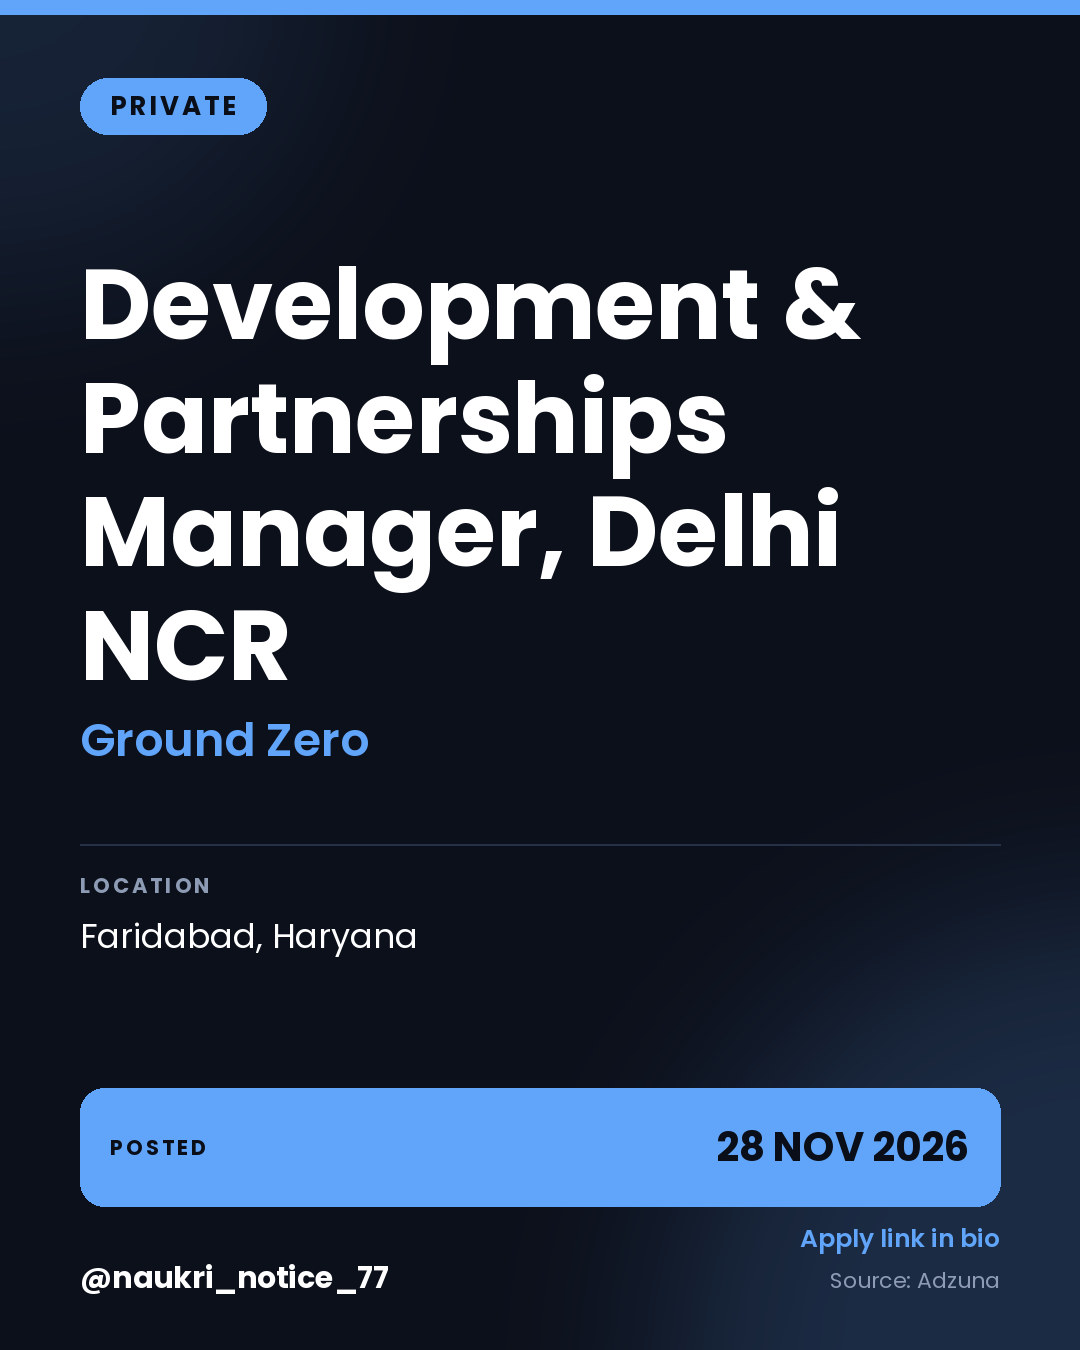 PRIVATE
Development &
Partnerships
Manager, Delhi
NCR
Ground Zero
LOCATION
Faridabad, Haryana
POSTED
28 NOV 2026
Apply link in bio
@naukri_notice_77
Source: Adzuna